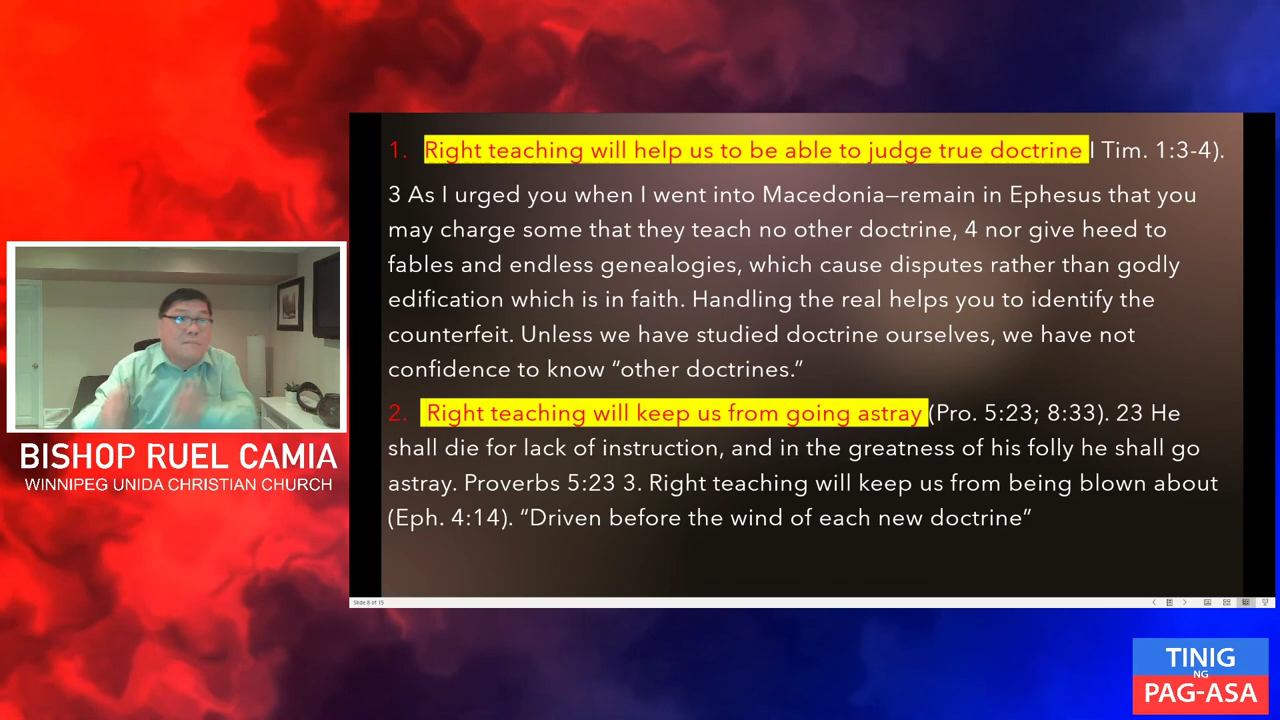 1. Right teaching will help us to be able to judge true doctrine I Tim. 1:3-4).
3 As I urged you when I went into Macedonia—remain in Ephesus that you
may charge some that they teach no other doctrine, 4 nor give heed to
fables and endless genealogies, which cause disputes rather than godly
edification which is in faith. Handling the real helps you to identify the
counterfeit. Unless we have studied doctrine ourselves, we have not
confidence to know “other doctrines.”
2. Right teaching will keep us from going astray (Pro. 5:23; 8:33). 23 He
shall die for lack of instruction, and in the greatness of his folly he shall go
astray. Proverbs 5:23 3. Right teaching will keep us from being blown about
(Eph. 4:14). “Driven before the wind of each new doctrine”
Slide 8 of 15
BISHOP RUEL CAMIA
WINNIPEG UNIDA CHRISTIAN CHURCH
TINIG
NG
PAG-ASA